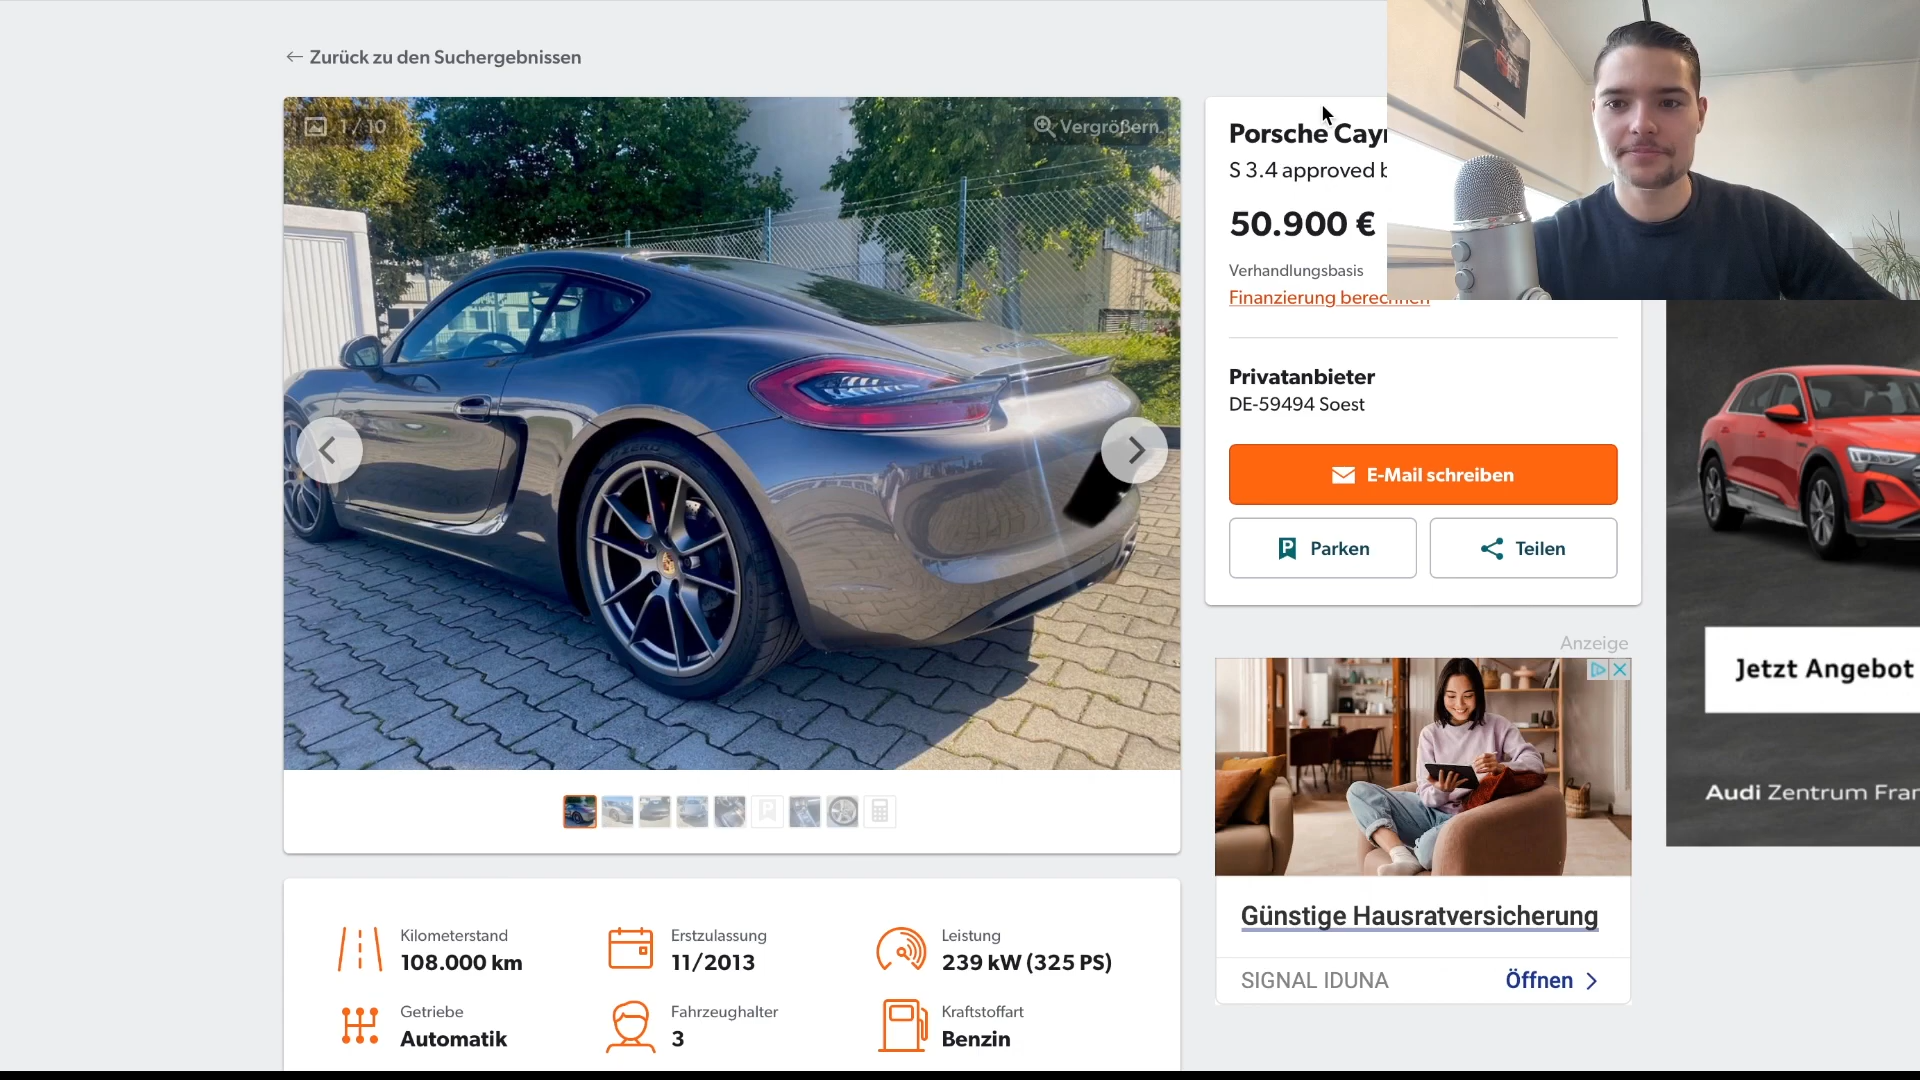 Zurück zu den Suchergebnissen
1 / 10
Vergrößern
Porsche Cay
S 3.4 approved
50.900 €
Verhandlungsbasis
Finanzierung berechnen
Privatanbieter
DE-59494 Soest
E-Mail schreiben
Parken
Teilen
Anzeige
Günstige Hausratversicherung
SIGNAL IDUNA
Öffnen
Jetzt Angebot
Audi Zentrum Fra
Kilometerstand
108.000 km
Erstzulassung
11/2013
Leistung
239 kW (325 PS)
Getriebe
Automatik
Fahrzeughalter
3
Kraftstoffart
Benzin